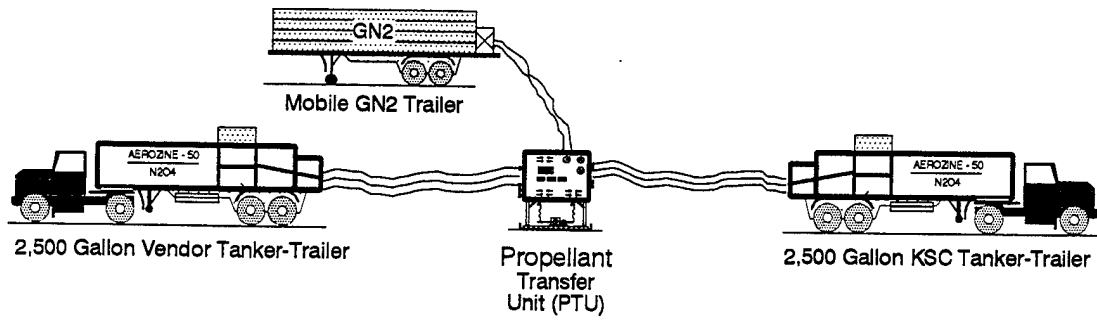 GN2
Mobile GN2 Trailer
AEROZINE - 50
N2O4
AEROZINE - 50
N2O4
2,500 Gallon Vendor Tanker-Trailer
Propellant
Transfer
Unit (PTU)
2,500 Gallon KSC Tanker-Trailer